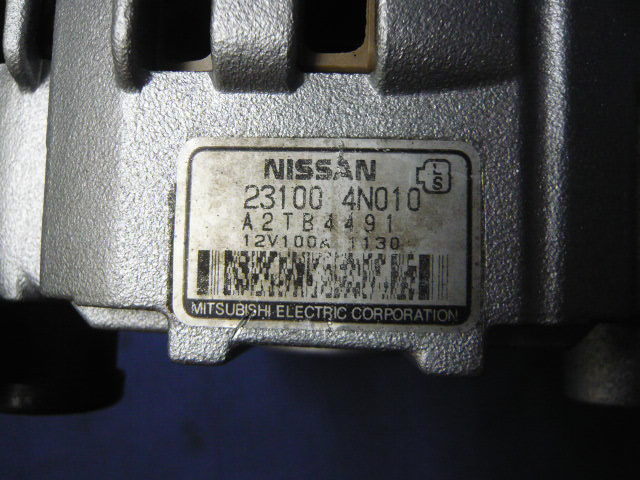 NISSAN
L
S
23100 4N010
A2TB4491
12V100A 1130
MITSUBISHI ELECTRIC CORPORATION